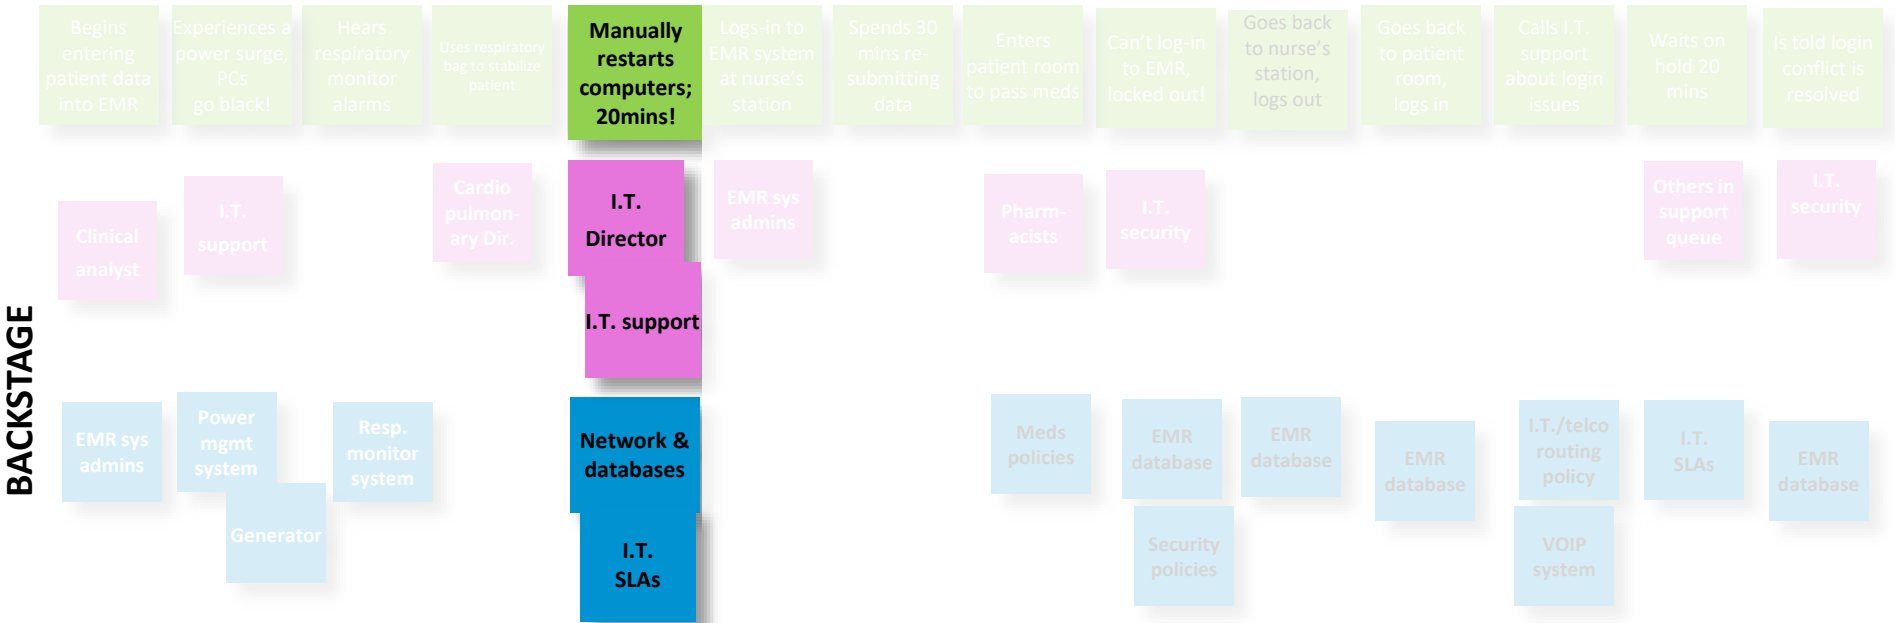 Begins
entering
patient data
into EMR
Experiences a
power surge,
PCs
go black!
Hears
respiratory
monitor
alarms
Uses respiratory
bag to stabilize
patient
Manually
restarts
computers;
20mins!
Logs-in to
EMR system
at nurse's
station
Spends 30
mins re-
submitting
data
Enters
patient room
to pass meds
Can't log-in
to EMR,
locked out!
Goes back
to nurse's
station,
logs out
Goes back
to patient
room,
logs in
Calls I.T.
support
about login
issues
Waits on
hold 20
mins
Is told login
conflict is
resolved
BACKSTAGE
Clinical
analyst
I.T.
support
Cardio
pulmon-
ary Dir.
I.T.
Director
I.T. support
EMR sys
admins
Pharm-
acists
I.T.
security
Others in
support
queue
I.T.
security
EMR sys
admins
Power
mgmt
system
Generator
Resp.
monitor
system
Network &
databases
I.T.
SLAs
Meds
policies
EMR
database
Security
policies
EMR
database
EMR
database
I.T./telco
routing
policy
VOIP
system
I.T.
SLAs
EMR
database